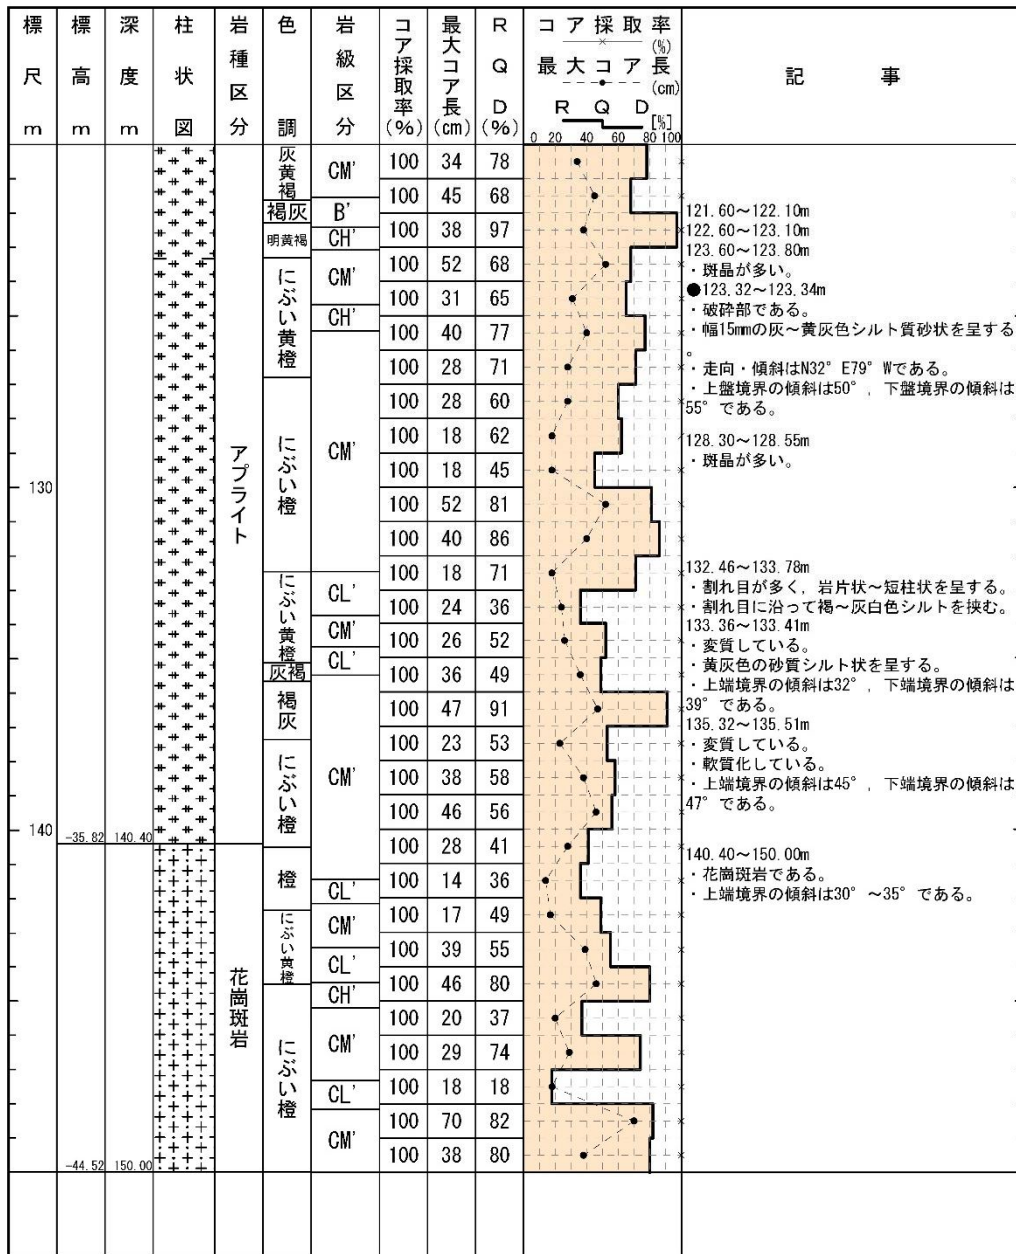 標尺m
標高m
深度m
柱状図
岩種区分
色調
岩級区分
コア採取率(%)
最大コア長(cm)
RQD(%)
コア採取率(%)
最大コア長(cm)
RQD[%]
0 20 40 60 80 100
記事
130
140
-35.82 140.40
-44.52 150.00
アプライト
花崗斑岩
灰黄褐
褐灰
明黄褐
にぶい黄橙
にぶい橙
にぶい黄橙
灰褐
褐灰
にぶい橙
橙
にぶい黄橙
にぶい橙
CM'
B'
CH'
CM'
CH'
CM'
CL'
CM'
CL'
CM'
CL'
CM'
CL'
CH'
CM'
CL'
CM'
100 34 78
100 45 68
100 38 97
100 52 68
100 31 65
100 40 77
100 28 71
100 28 60
100 18 62
100 18 45
100 52 81
100 40 86
100 18 71
100 24 36
100 26 52
100 36 49
100 47 91
100 23 53
100 38 58
100 46 56
100 28 41
100 14 36
100 17 49
100 39 55
100 46 80
100 20 37
100 29 74
100 18 18
100 70 82
100 38 80
121.60～122.10m
122.60～123.10m
123.60～123.80m
・斑晶が多い。
●123.32～123.34m
・破砕部である。
・幅15mmの灰～黄灰色シルト質砂状を呈する
。
・走向・傾斜はN32°E79°Wである。
・上盤境界の傾斜は50°，下盤境界の傾斜は
55°である。
128.30～128.55m
・斑晶が多い。
132.46～133.78m
・割れ目が多く，岩片状～短柱状を呈する。
・割れ目に沿って褐～灰白色シルトを挟む。
133.36～133.41m
・変質している。
・黄灰色の砂質シルト状を呈する。
・上端境界の傾斜は32°，下端境界の傾斜は
39°である。
135.32～135.51m
・変質している。
・軟質化している。
・上端境界の傾斜は45°，下端境界の傾斜は
47°である。
140.40～150.00m
・花崗斑岩である。
・上端境界の傾斜は30°～35°である。